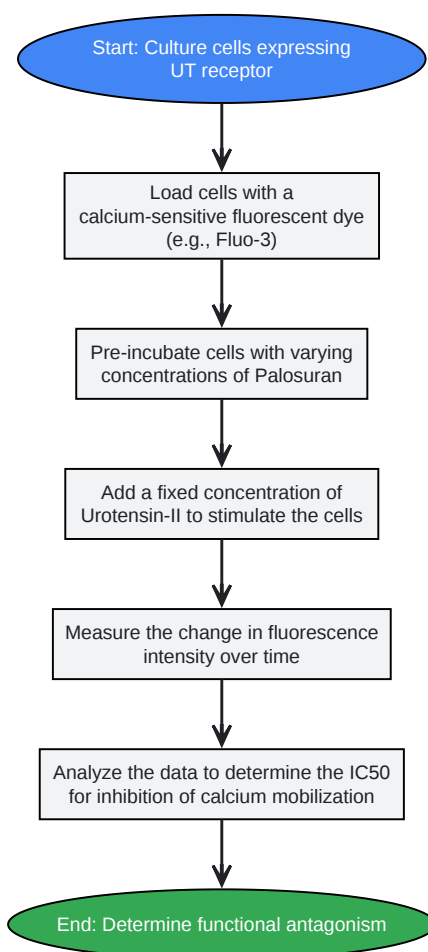 Start: Culture cells expressing
UT receptor
Load cells with a
calcium-sensitive fluorescent dye
(e.g., Fluo-3)
Pre-incubate cells with varying
concentrations of Palosuran
Add a fixed concentration of
Urotensin-II to stimulate the cells
Measure the change in fluorescence
intensity over time
Analyze the data to determine the IC50
for inhibition of calcium mobilization
End: Determine functional antagonism